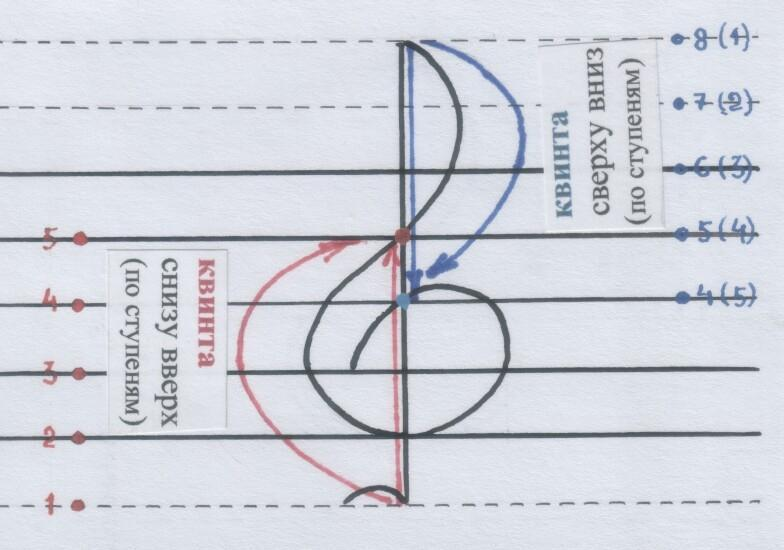 8 (1)
7 (2)
6 (3)
5 (4)
4 (5)
квинта
сверху вниз
(по ступеням)
5
4
3
2
1
квинта
снизу вверх
(по ступеням)